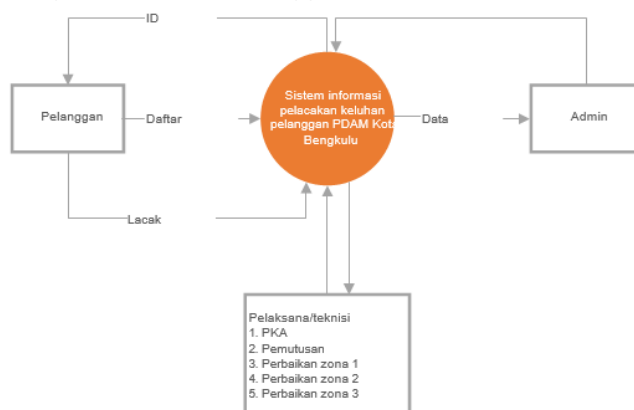 ID
Sistem informasi
pelacakan keluhan
pelanggan PDAM Kota
Bengkulu
Pelanggan
Daftar
Data
Admin
Lacak
Pelaksana/teknisi
1. PKA
2. Pemutusan
3. Perbaikan zona 1
4. Perbaikan zona 2
5. Perbaikan zona 3